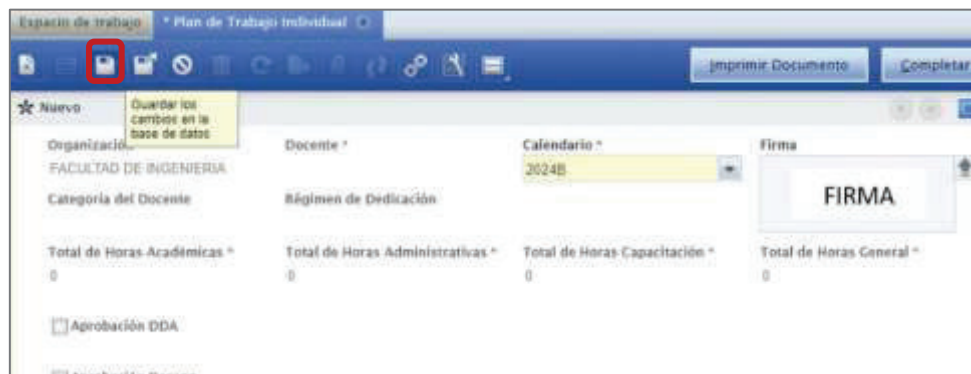 Espacio de trabajo * Plan de Trabajo Individual
Imprimir Documento Completar
Nuevo
Guardar los
cambios en la
base de datos
Organización Docente * Calendario * Firma
FACULTAD DE INGENIERIA 2024B
FIRMA
Categoría del Docente Régimen de Dedicación
Total de Horas Académicas * Total de Horas Administrativas * Total de Horas Capacitación * Total de Horas General *
0 0 0 0
Aprobación DDA